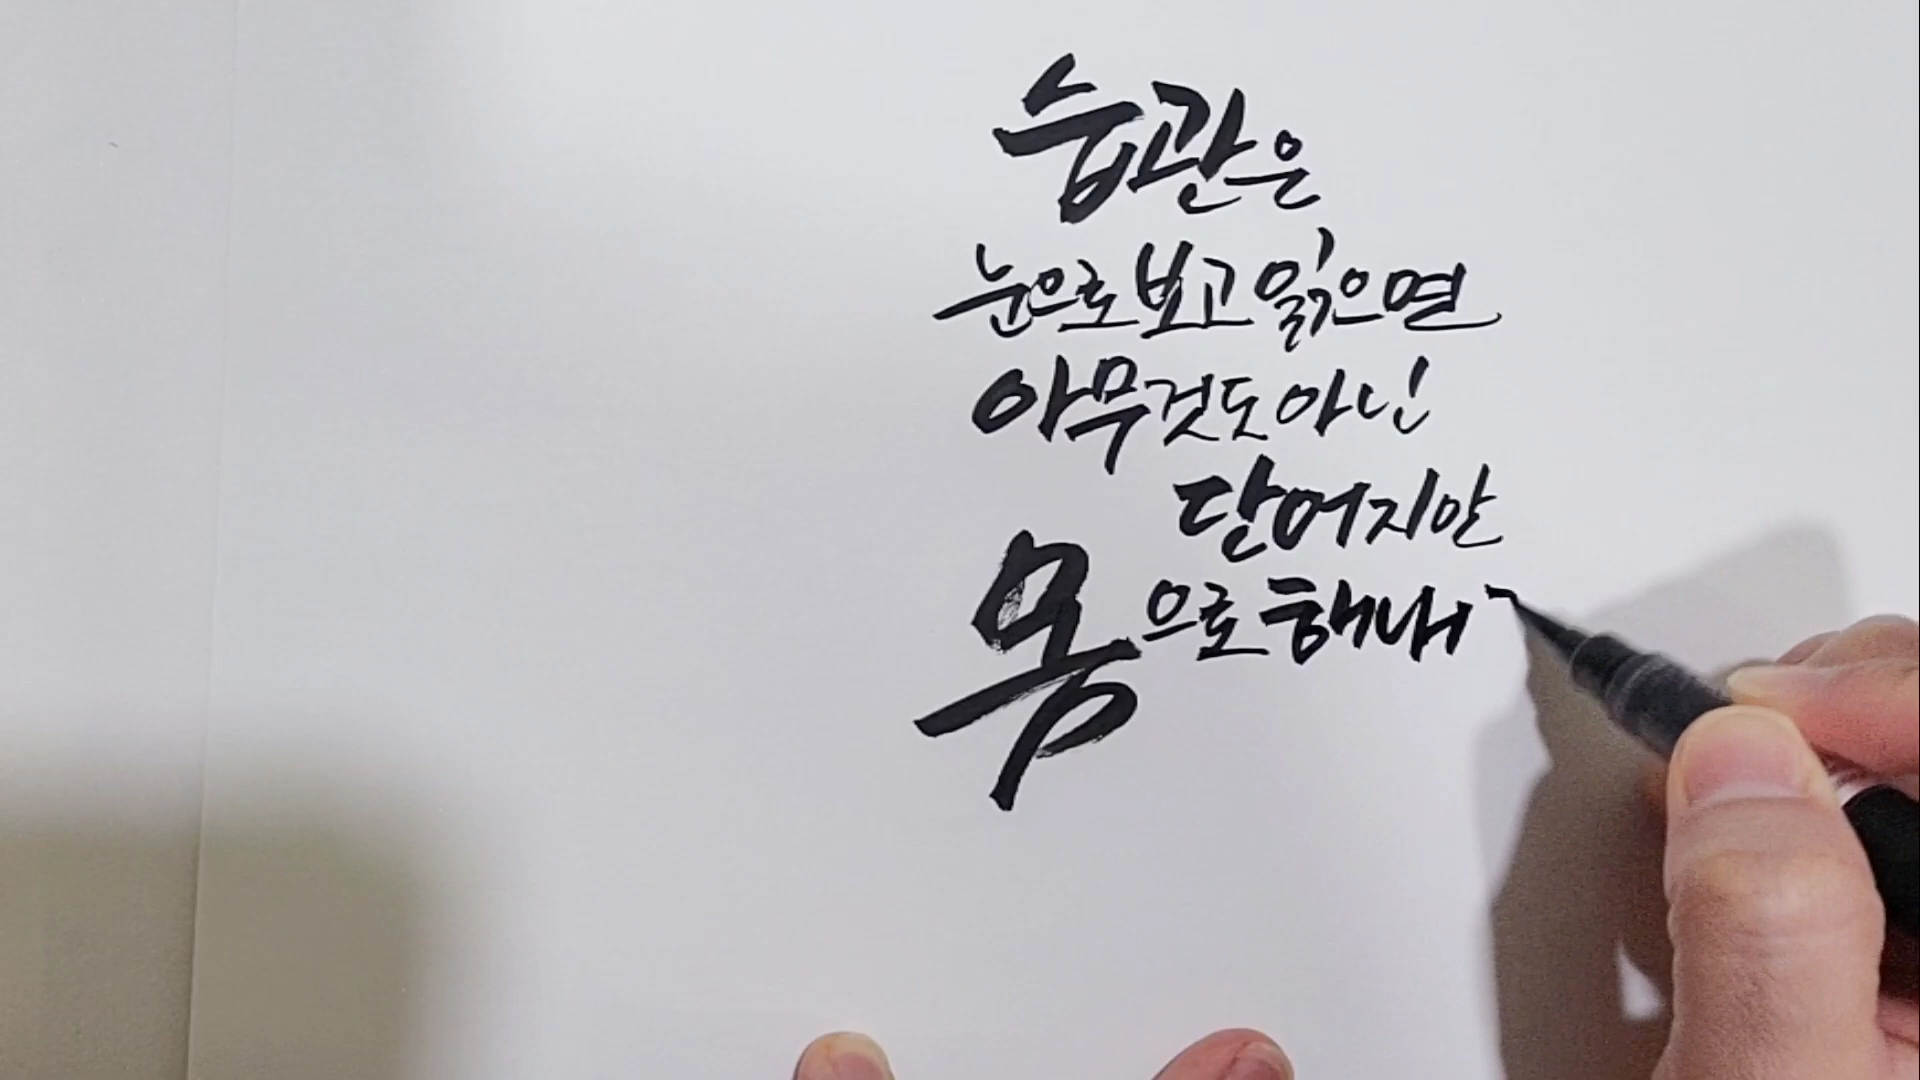 습관은
눈으로 보고 읽으면
아무것도 아닌
단어지만
몸으로 해내